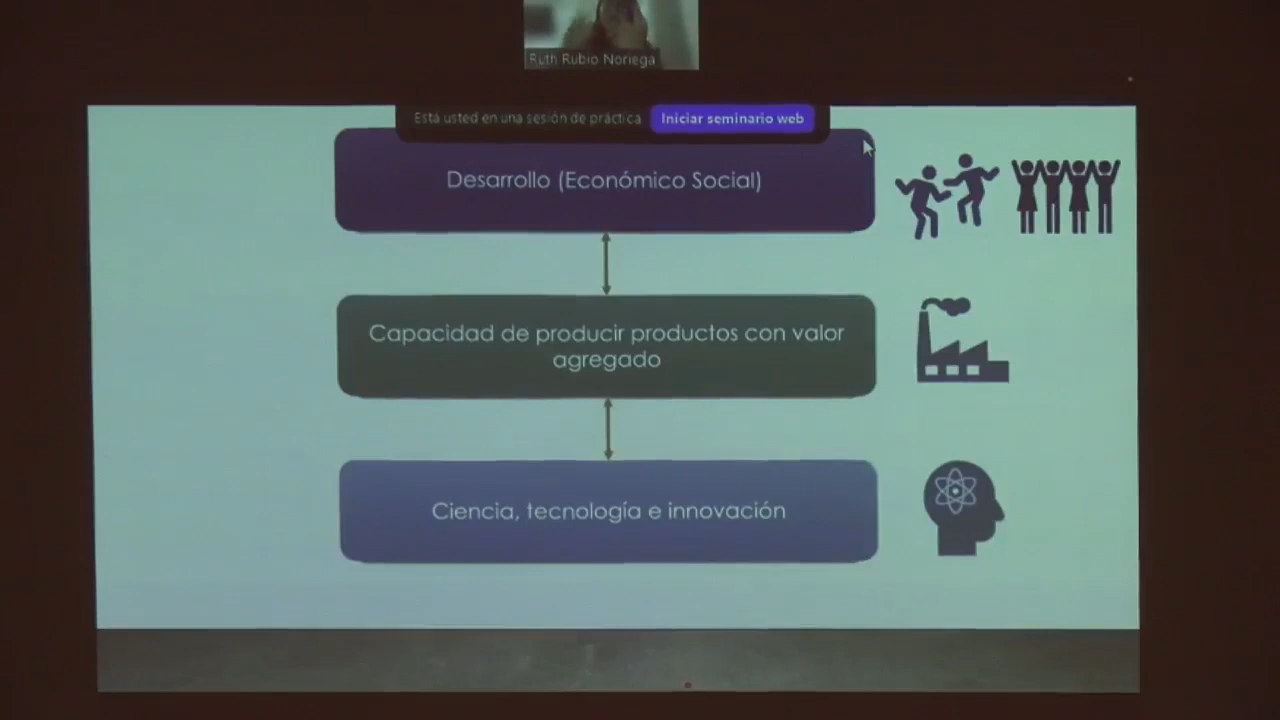 Ruth Rubio Noriega
Está usted en una sesión de práctica
Iniciar seminario web
Desarrollo (Económico Social)
Capacidad de producir productos con valor
agregado
Ciencia, tecnología e innovación